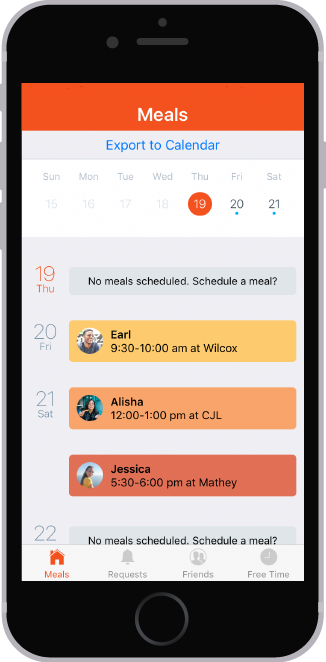 Meals
Export to Calendar
Sun Mon Tue Wed Thu Fri Sat
15 16 17 18 19 20 21
19
Thu
No meals scheduled. Schedule a meal?
20
Fri
Earl
9:30-10:00 am at Wilcox
21
Sat
Alisha
12:00-1:00 pm at CJL
Jessica
5:30-6:00 pm at Mathey
22
No meals scheduled. Schedule a meal?
Meals Requests Friends Free Time